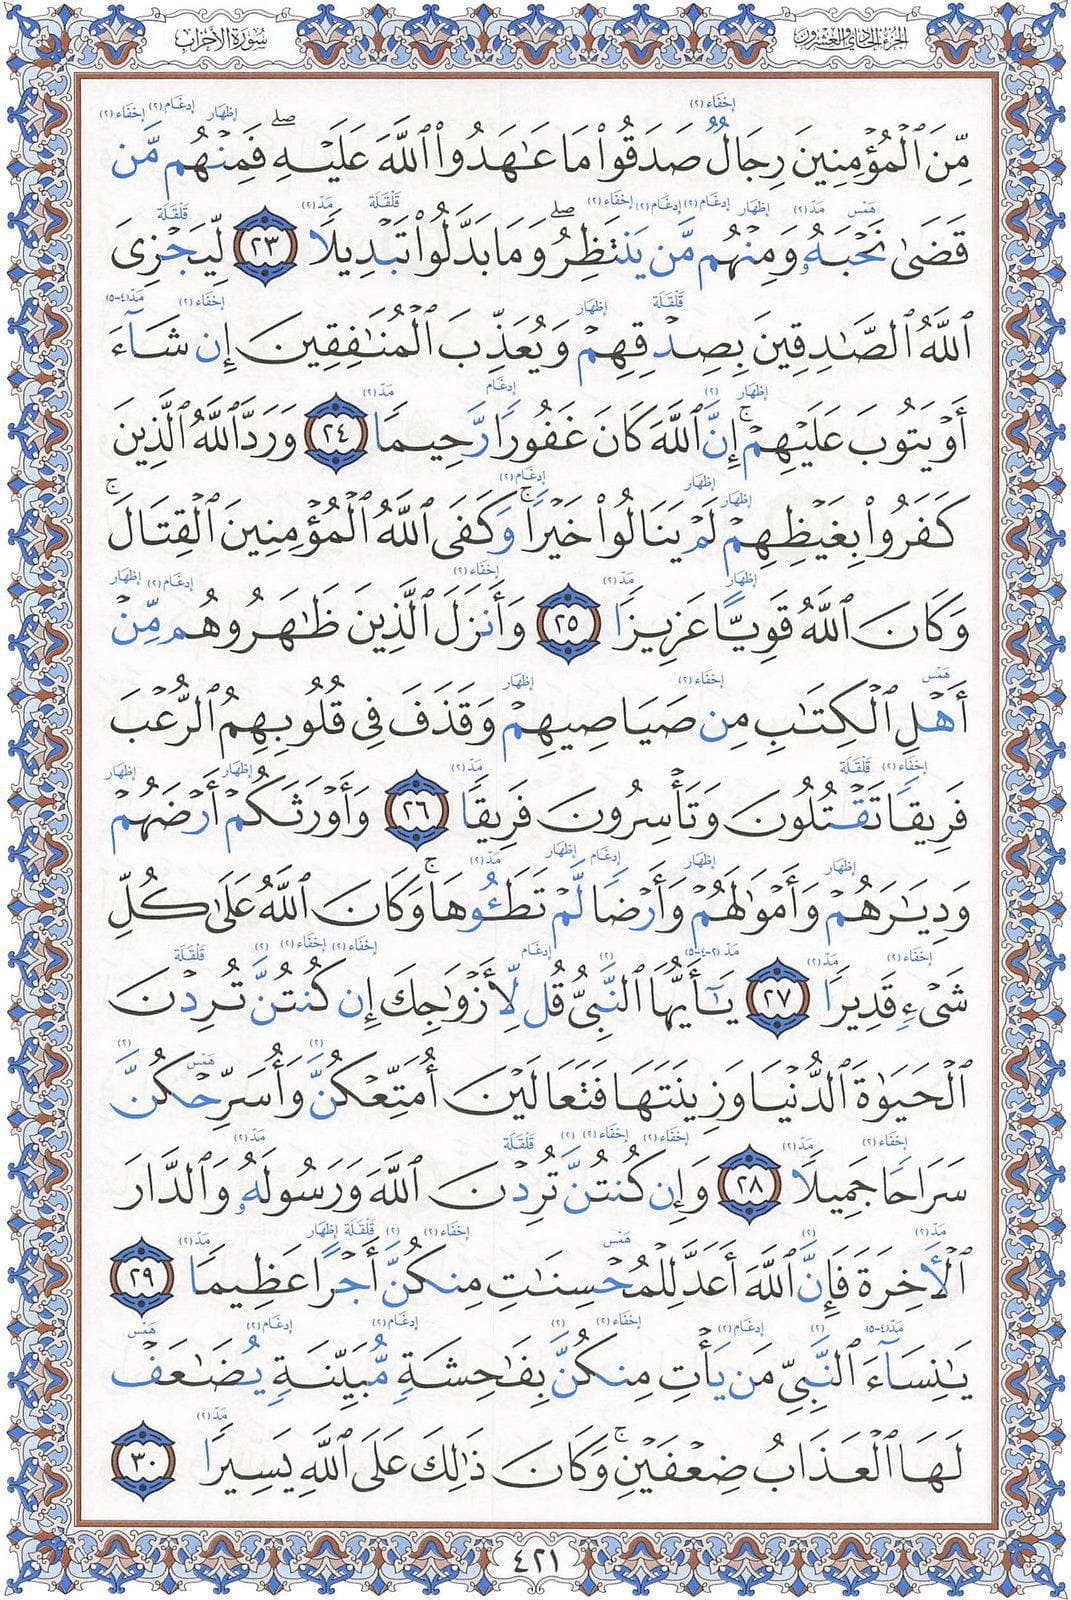 الجزء الحادي والعشرون
سورة الأحزاب
مِّنَ ٱلْمُؤْمِنِينَ رِجَالٌ صَدَقُوا۟ مَا عَٰهَدُوا۟ ٱللَّهَ عَلَيْهِ ۖ فَمِنْهُم مَّن
قَضَىٰ نَحْبَهُۥ وَمِنْهُم مَّن يَنتَظِرُ ۖ وَمَا بَدَّلُوا۟ تَبْدِيلًا ٢٣ لِّيَجْزِىَ
ٱللَّهُ ٱلصَّٰدِقِينَ بِصِدْقِهِمْ وَيُعَذِّبَ ٱلْمُنَٰفِقِينَ إِن شَآءَ
أَوْ يَتُوبَ عَلَيْهِمْ ۚ إِنَّ ٱللَّهَ كَانَ غَفُورًا رَّحِيمًا ٢٤ وَرَدَّ ٱللَّهُ ٱلَّذِينَ
كَفَرُوا۟ بِغَيْظِهِمْ لَمْ يَنَالُوا۟ خَيْرًا ۚ وَكَفَى ٱللَّهُ ٱلْمُؤْمِنِينَ ٱلْقِتَالَ ۚ
وَكَانَ ٱللَّهُ قَوِيًّا عَزِيزًا ٢٥ وَأَنزَلَ ٱلَّذِينَ ظَٰهَرُوهُم مِّنْ
أَهْلِ ٱلْكِتَٰبِ مِن صَيَاصِيهِمْ وَقَذَفَ فِى قُلُوبِهِمُ ٱلرُّعْبَ
فَرِيقًا تَقْتُلُونَ وَتَأْسِرُونَ فَرِيقًا ٢٦ وَأَوْرَثَكُمْ أَرْضَهُمْ
وَدِيَٰرَهُمْ وَأَمْوَٰلَهُمْ وَأَرْضًا لَّمْ تَطَـُٔوهَا ۚ وَكَانَ ٱللَّهُ عَلَىٰ كُلِّ
شَىْءٍ قَدِيرًا ٢٧ يَٰٓأَيُّهَا ٱلنَّبِىُّ قُل لِّأَزْوَٰجِكَ إِن كُنتُنَّ تُرِدْنَ
ٱلْحَيَوٰةَ ٱلدُّنْيَا وَزِينَتَهَا فَتَعَالَيْنَ أُمَتِّعْكُنَّ وَأُسَرِّحْكُنَّ
سَرَاحًا جَمِيلًا ٢٨ وَإِن كُنتُنَّ تُرِدْنَ ٱللَّهَ وَرَسُولَهُۥ وَٱلدَّارَ
ٱلْءَاخِرَةَ فَإِنَّ ٱللَّهَ أَعَدَّ لِلْمُحْسِنَٰتِ مِنكُنَّ أَجْرًا عَظِيمًا ٢٩
يَٰنِسَآءَ ٱلنَّبِىِّ مَن يَأْتِ مِنكُنَّ بِفَٰحِشَةٍ مُّبَيِّنَةٍ يُضَٰعَفْ
لَهَا ٱلْعَذَابُ ضِعْفَيْنِ ۚ وَكَانَ ذَٰلِكَ عَلَى ٱللَّهِ يَسِيرًا ٣٠
٤٢١